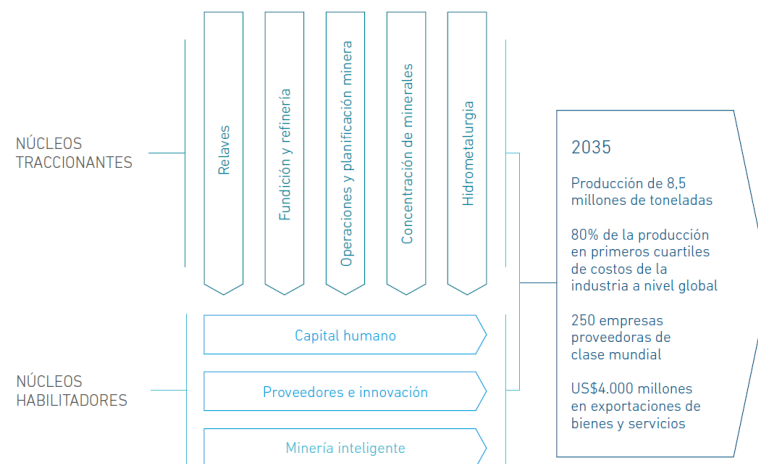 NÚCLEOS
TRACCIONANTES
Relaves
Fundición y refinería
Operaciones y planificación minera
Concentración de minerales
Hidrometalurgia
NÚCLEOS
HABILITADORES
Capital humano
Proveedores e innovación
Minería inteligente
2035
Producción de 8,5
millones de toneladas
80% de la producción
en primeros cuartiles
de costos de la
industria a nivel global
250 empresas
proveedoras de
clase mundial
US$4.000 millones
en exportaciones de
bienes y servicios